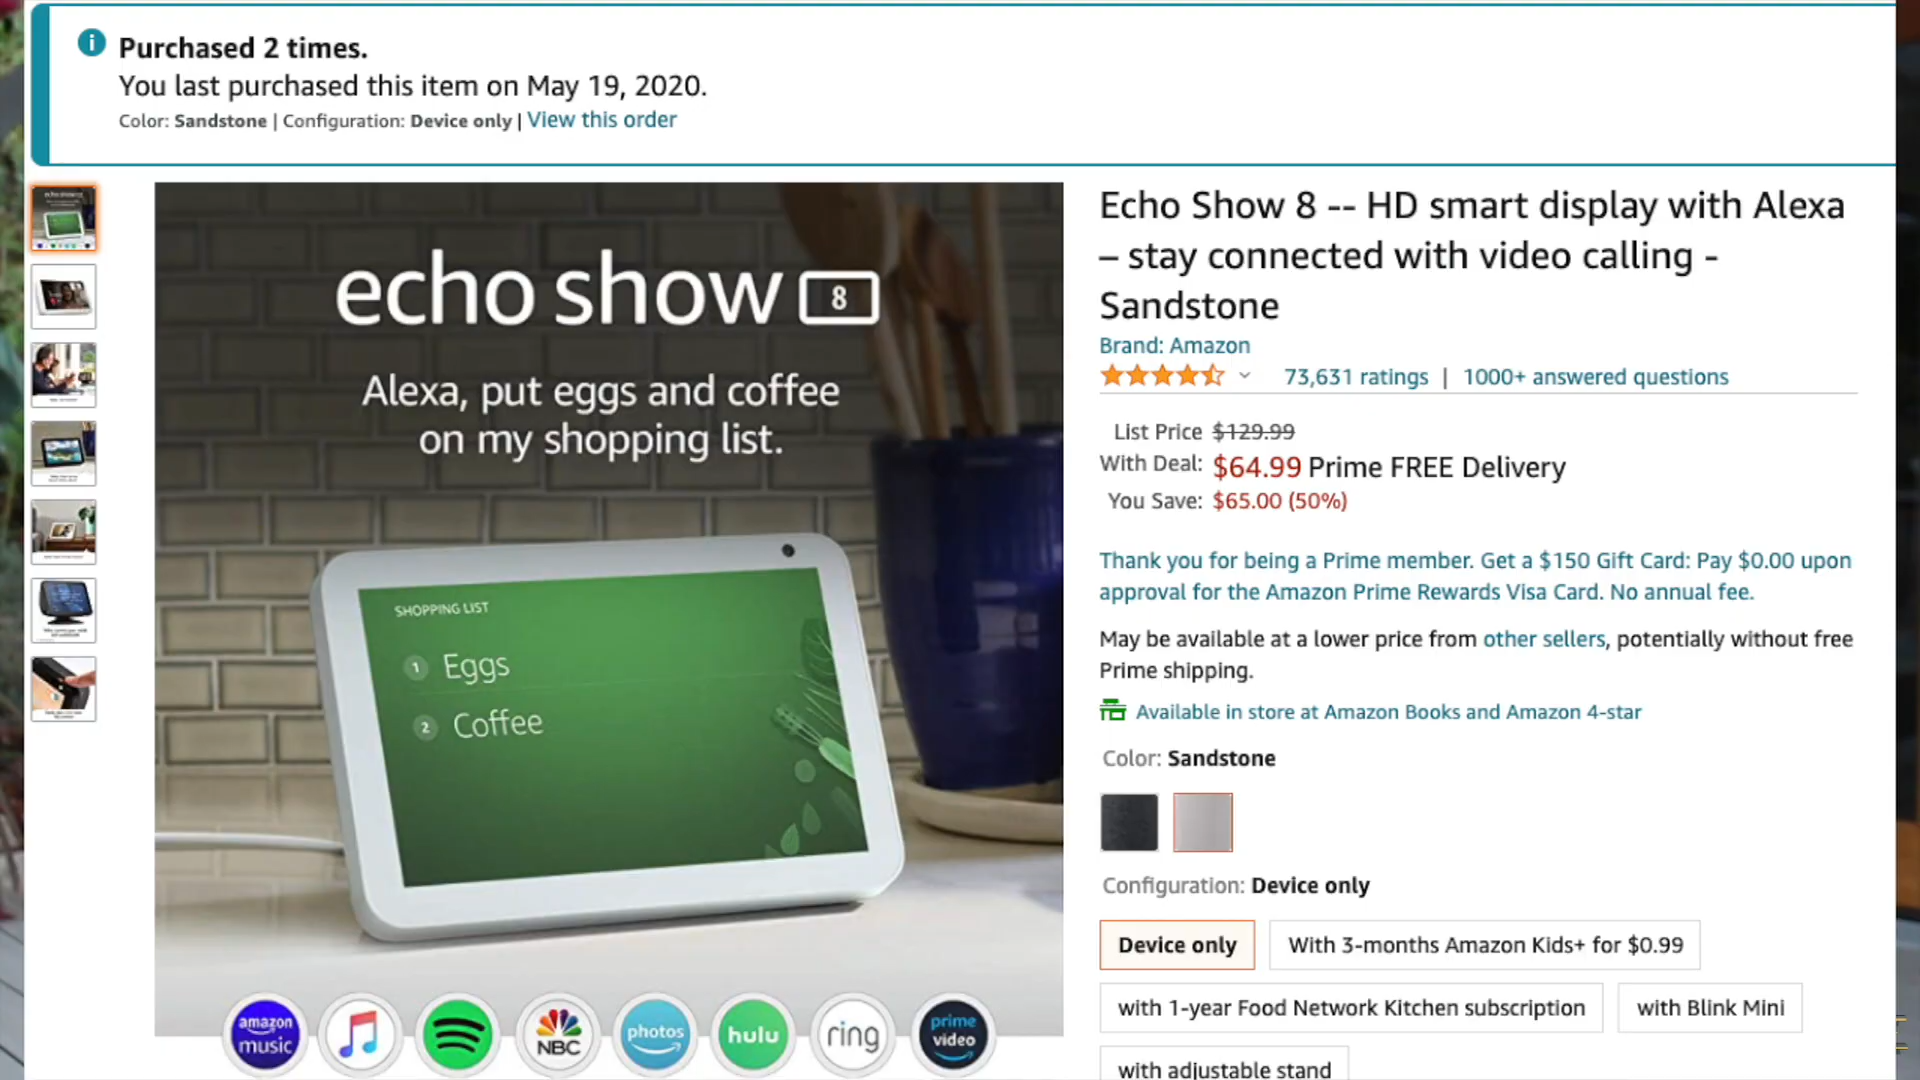 Purchased 2 times.
You last purchased this item on May 19, 2020.
Color: Sandstone | Configuration: Device only | View this order
echo show 8
Alexa, put eggs and coffee
on my shopping list.
SHOPPING LIST
1 Eggs
2 Coffee
amazon
music
NBC
photos
hulu
ring
prime
video
Echo Show 8 -- HD smart display with Alexa
– stay connected with video calling -
Sandstone
Brand: Amazon
73,631 ratings | 1000+ answered questions
List Price $129.99
With Deal: $64.99 Prime FREE Delivery
You Save: $65.00 (50%)
Thank you for being a Prime member. Get a $150 Gift Card: Pay $0.00 upon
approval for the Amazon Prime Rewards Visa Card. No annual fee.
May be available at a lower price from other sellers, potentially without free
Prime shipping.
Available in store at Amazon Books and Amazon 4-star
Color: Sandstone
Configuration: Device only
Device only
With 3-months Amazon Kids+ for $0.99
with 1-year Food Network Kitchen subscription
with Blink Mini
with adjustable stand